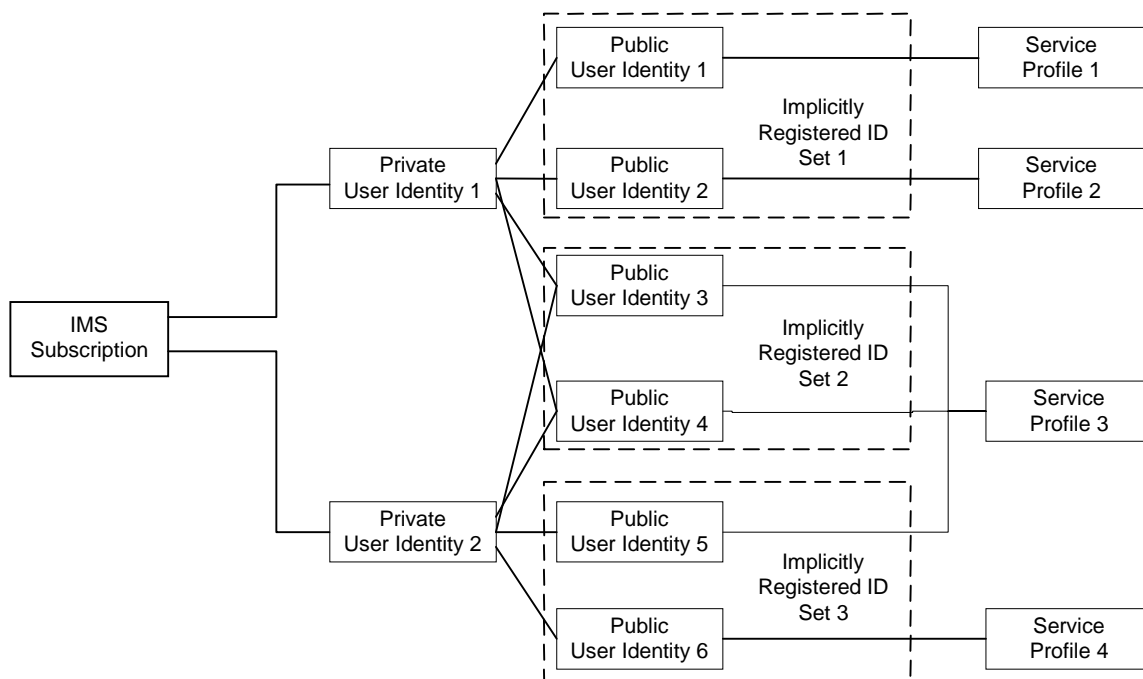 IMS
Subscription
Private
User Identity 1
Private
User Identity 2
Public
User Identity 1
Public
User Identity 2
Implicitly
Registered ID
Set 1
Public
User Identity 3
Public
User Identity 4
Implicitly
Registered ID
Set 2
Public
User Identity 5
Public
User Identity 6
Implicitly
Registered ID
Set 3
Service
Profile 1
Service
Profile 2
Service
Profile 3
Service
Profile 4